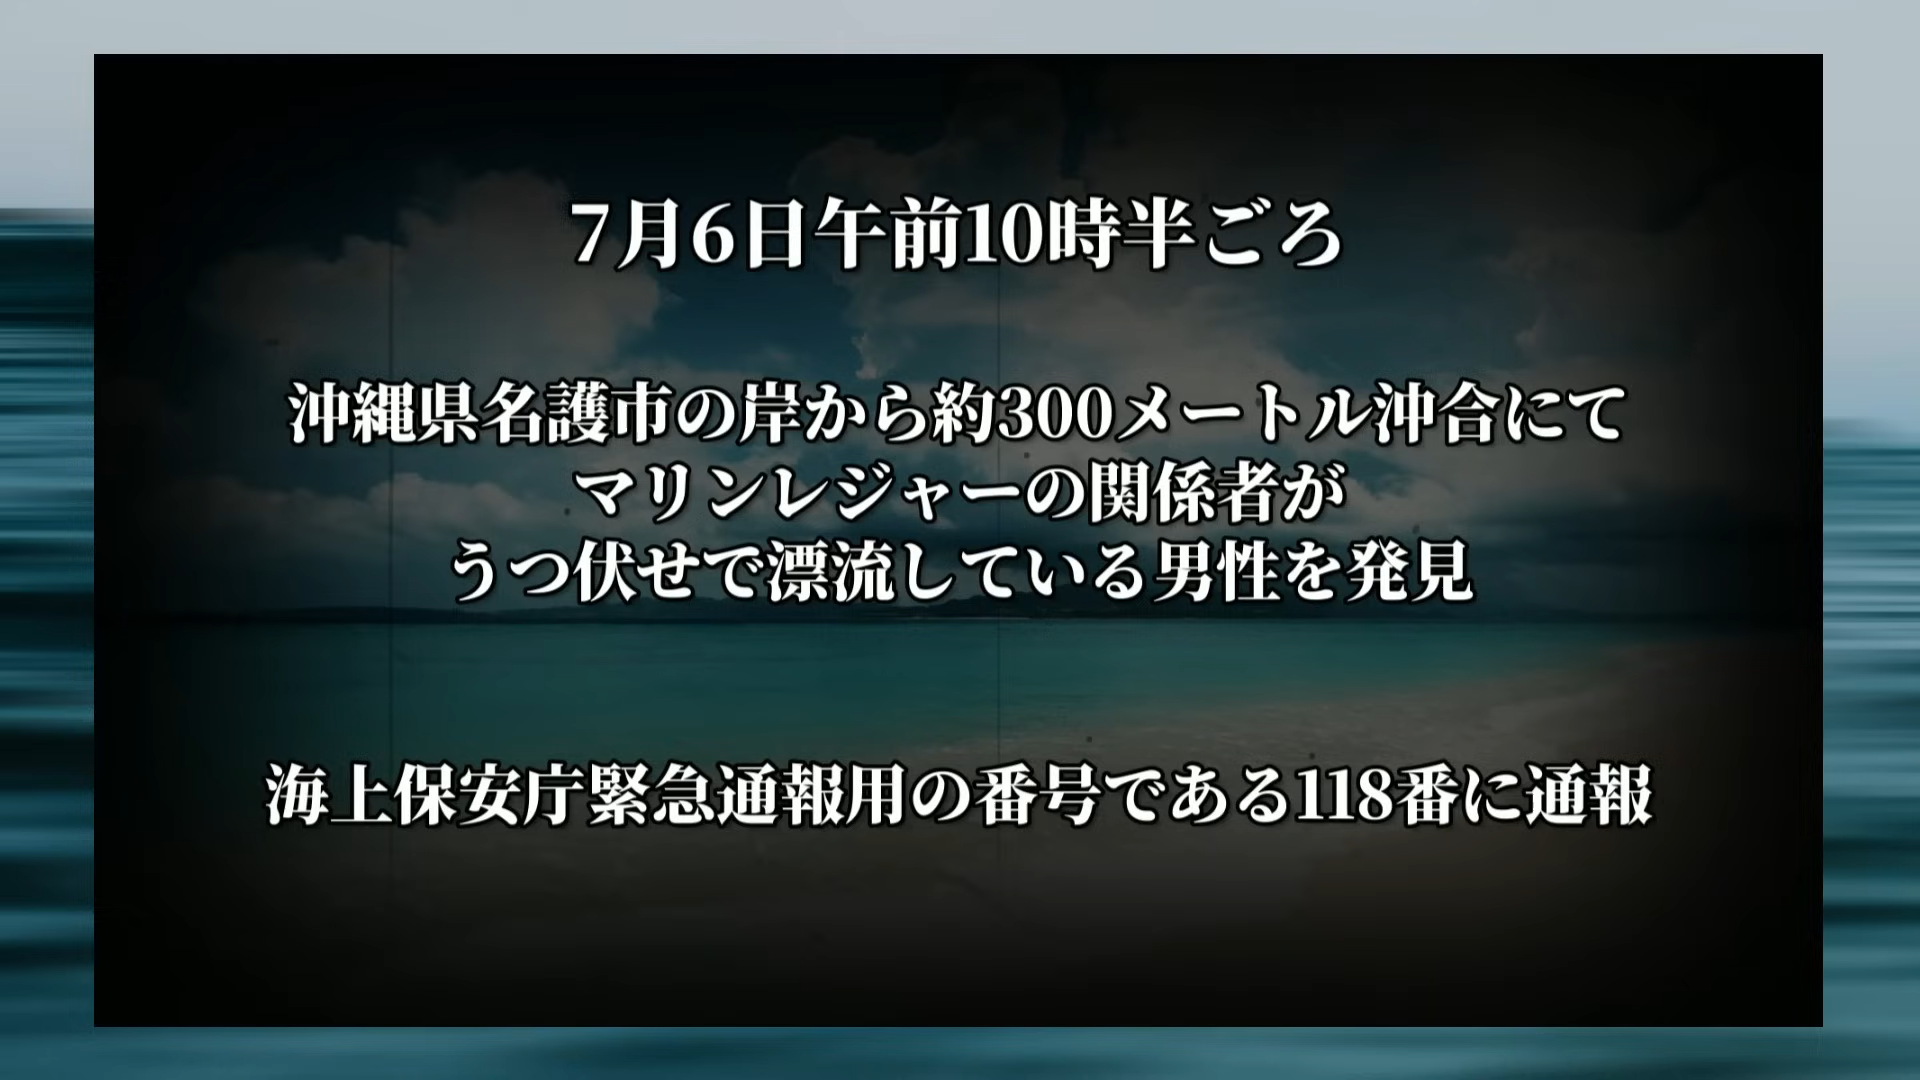 7月6日午前10時半ごろ
沖縄県名護市の岸から約300メートル沖合にて
マリンレジャーの関係者が
うつ伏せで漂流している男性を発見
海上保安庁緊急通報用の番号である118番に通報